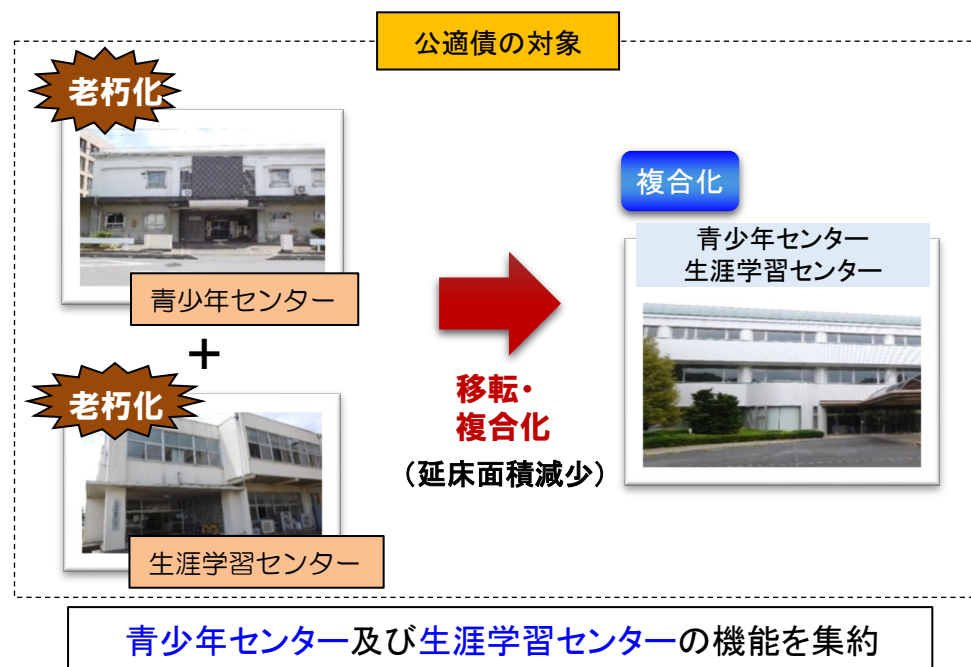 公適債の対象
老朽化
青少年センター
+
老朽化
生涯学習センター
移転・
複合化
（延床面積減少）
複合化
青少年センター
生涯学習センター
青少年センター及び生涯学習センターの機能を集約